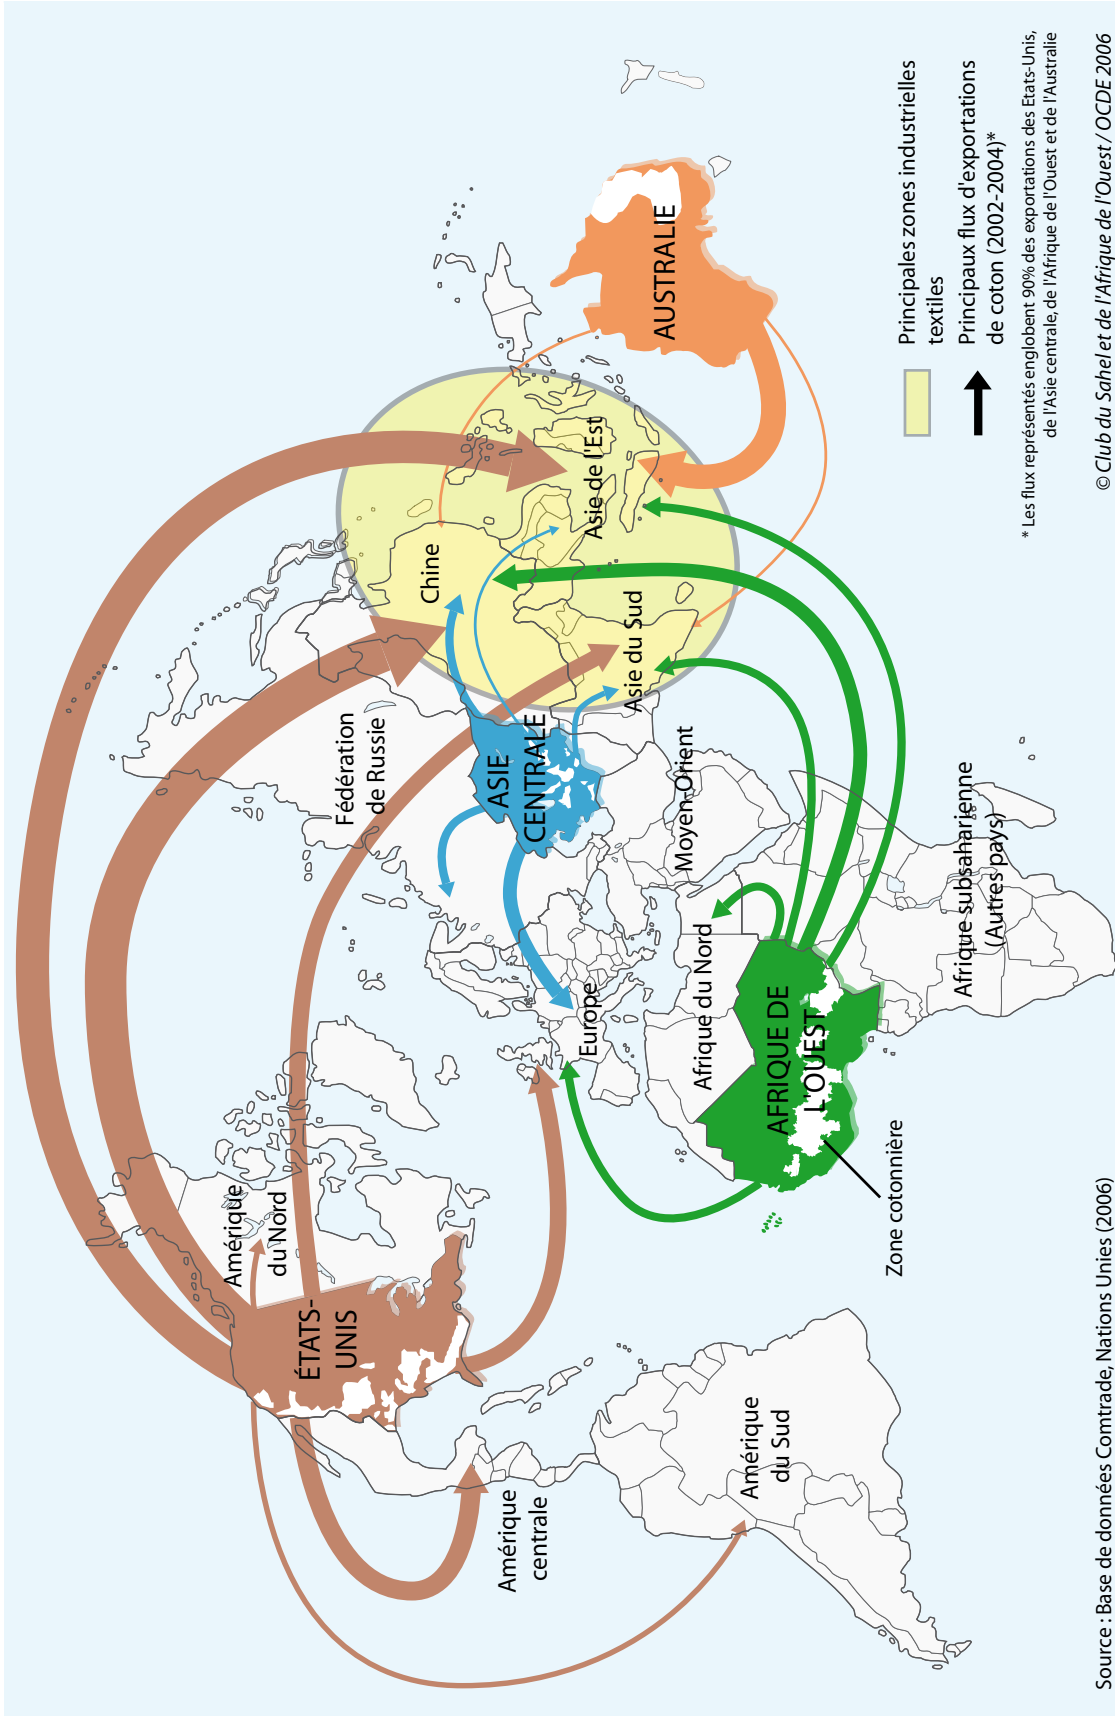 Amérique
du Nord
ÉTATS-
UNIS
Amérique
centrale
Amérique
du Sud
Fédération
de Russie
Europe
ASIE
CENTRALE
Chine
Asie de l'Est
Asie du Sud
Moyen-Orient
Afrique du Nord
AFRIQUE DE
L'OUEST
Zone cotonnière
Afrique subsaharienne
(Autres pays)
AUSTRALIE
Principales zones industrielles
textiles
Principaux flux d'exportations
de coton (2002-2004)*
* Les flux représentés englobent 90% des exportations des Etats-Unis,
de l'Asie centrale, de l'Afrique de l'Ouest et de l'Australie
Source : Base de données Comtrade, Nations Unies (2006)
© Club du Sahel et de l'Afrique de l'Ouest / OCDE 2006